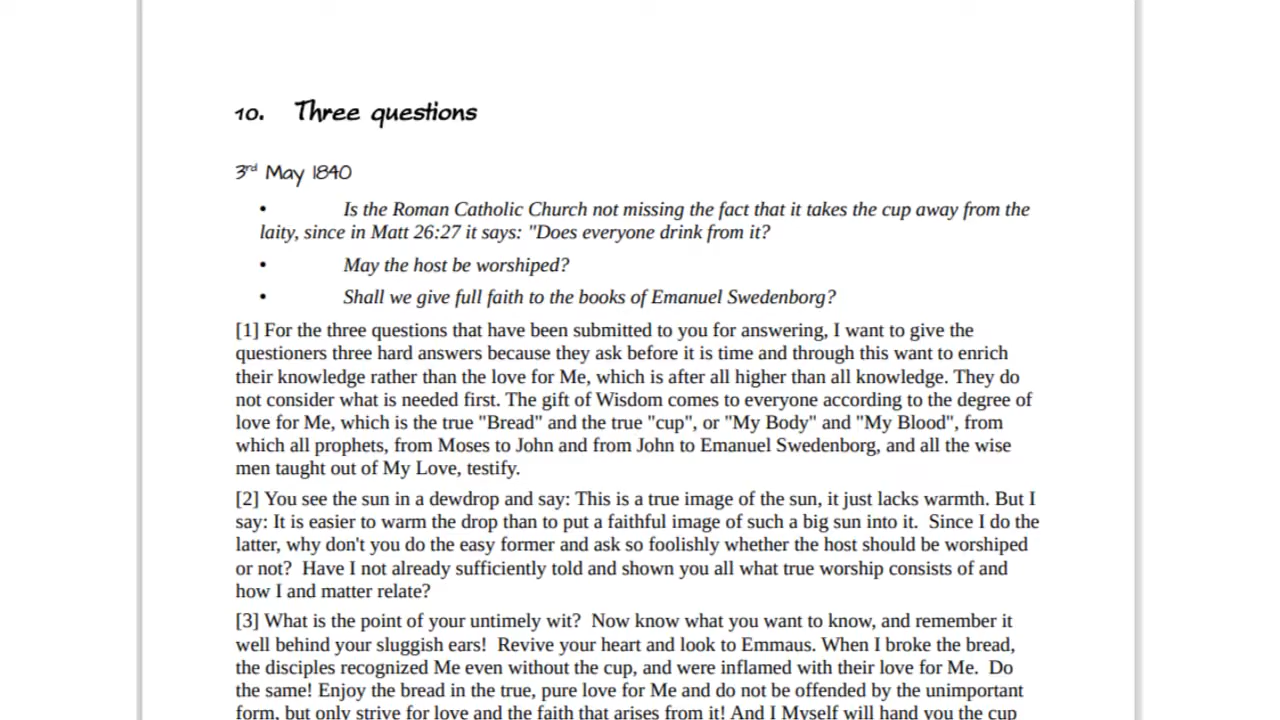 10. Three questions
3rd May 1840
• Is the Roman Catholic Church not missing the fact that it takes the cup away from the
laity, since in Matt 26:27 it says: "Does everyone drink from it?
• May the host be worshiped?
• Shall we give full faith to the books of Emanuel Swedenborg?
[1] For the three questions that have been submitted to you for answering, I want to give the
questioners three hard answers because they ask before it is time and through this want to enrich
their knowledge rather than the love for Me, which is after all higher than all knowledge. They do
not consider what is needed first. The gift of Wisdom comes to everyone according to the degree of
love for Me, which is the true "Bread" and the true "cup", or "My Body" and "My Blood", from
which all prophets, from Moses to John and from John to Emanuel Swedenborg, and all the wise
men taught out of My Love, testify.
[2] You see the sun in a dewdrop and say: This is a true image of the sun, it just lacks warmth. But I
say: It is easier to warm the drop than to put a faithful image of such a big sun into it.  Since I do the
latter, why don't you do the easy former and ask so foolishly whether the host should be worshiped
or not?  Have I not already sufficiently told and shown you all what true worship consists of and
how I and matter relate?
[3] What is the point of your untimely wit?  Now know what you want to know, and remember it
well behind your sluggish ears!  Revive your heart and look to Emmaus. When I broke the bread,
the disciples recognized Me even without the cup, and were inflamed with their love for Me.  Do
the same! Enjoy the bread in the true, pure love for Me and do not be offended by the unimportant
form, but only strive for love and the faith that arises from it! And I Myself will hand you the cup